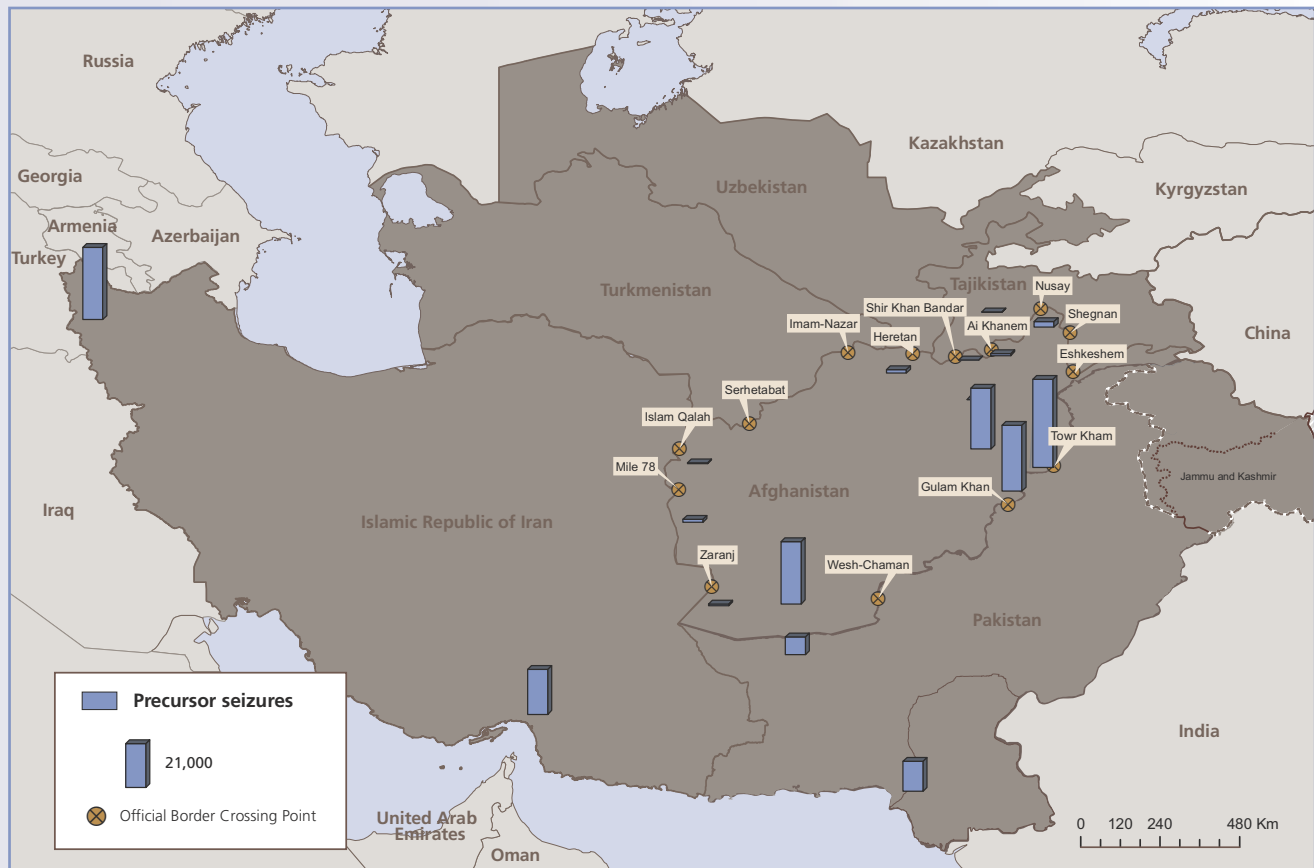 Russia
Kazakhstan
Georgia
Uzbekistan
Kyrgyzstan
Armenia
Azerbaijan
Turkey
Turkmenistan
Tajikistan
Nusay
Shir Khan Bandar
Shegnan
Imam-Nazar
Ai Khanem
China
Heretan
Eshkeshem
Serhetabat
Islam Qalah
Towr Kham
Mile 78
Jammu and Kashmir
Gulam Khan
Afghanistan
Iraq
Islamic Republic of Iran
Zaranj
Wesh-Chaman
Pakistan
Precursor seizures
India
21,000
Official Border Crossing Point
United Arab
Emirates
Oman
0 120 240 480 Km